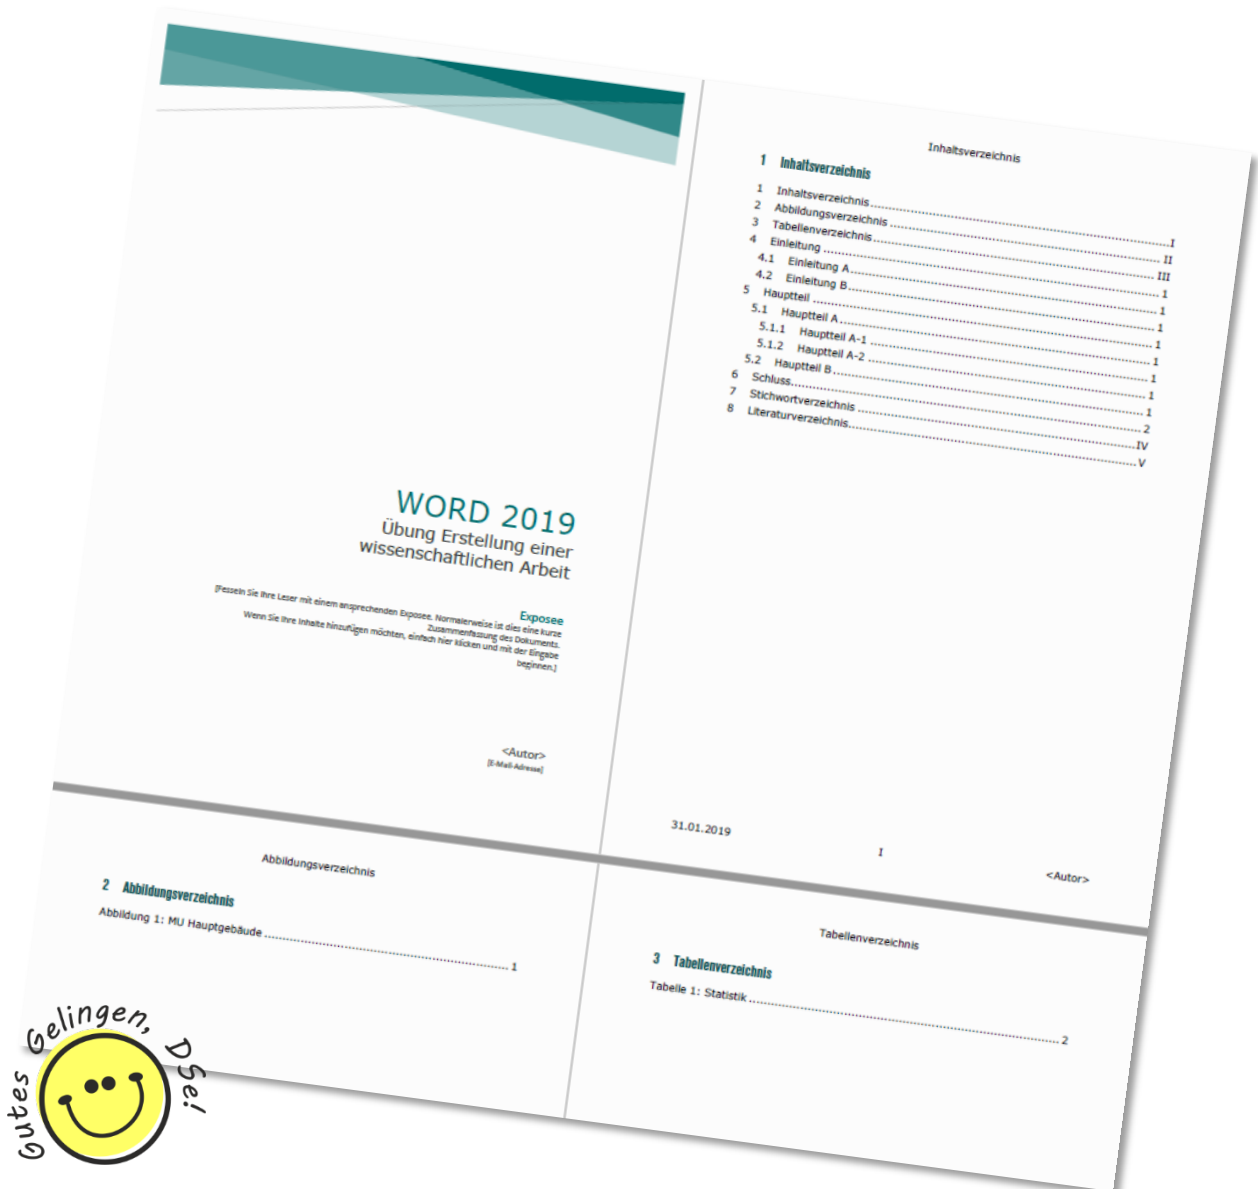 WORD 2019
Übung Erstellung einer
wissenschaftlichen Arbeit
Exposee
[Fesseln Sie Ihre Leser mit einem ansprechenden Exposee. Normalerweise ist dies eine kurze
Zusammenfassung des Dokuments.
Wenn Sie Ihre Inhalte hinzufügen möchten, einfach hier klicken und mit der Eingabe
beginnen.]
<Autor>
[E-Mail-Adresse]
Inhaltsverzeichnis
1 Inhaltsverzeichnis
1 Inhaltsverzeichnis ........ I
2 Abbildungsverzeichnis ........ II
3 Tabellenverzeichnis ........ III
4 Einleitung ........ 1
4.1 Einleitung A ........ 1
4.2 Einleitung B ........ 1
5 Hauptteil ........ 1
5.1 Hauptteil A ........ 1
5.1.1 Hauptteil A-1 ........ 1
5.1.2 Hauptteil A-2 ........ 1
5.2 Hauptteil B ........ 1
6 Schluss ........ 2
7 Stichwortverzeichnis ........ IV
8 Literaturverzeichnis ........ V
31.01.2019
I
<Autor>
Abbildungsverzeichnis
2 Abbildungsverzeichnis
Abbildung 1: MU Hauptgebäude ........ 1
Tabellenverzeichnis
3 Tabellenverzeichnis
Tabelle 1: Statistik ........ 2
Gutes Gelingen, DSe!